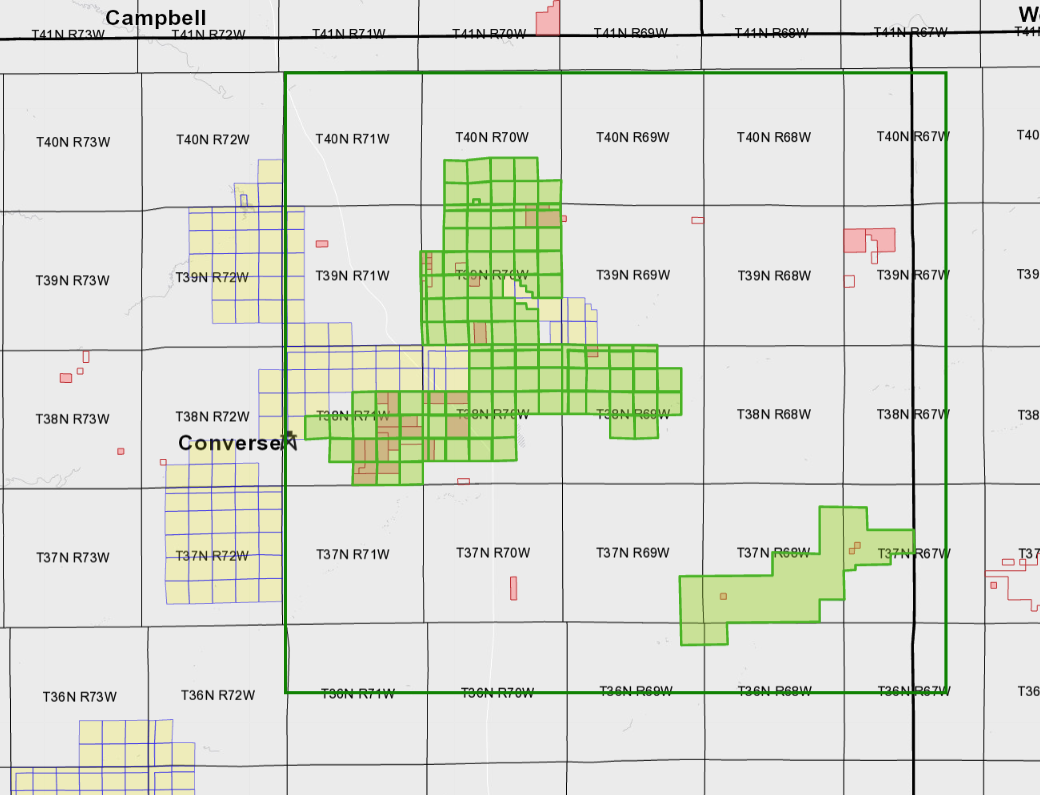 Campbell
We
T41N R73W
T41N R72W
T41N R71W
T41N R70W
T41N R69W
T41N R68W
T41N R67W
T41N
T40N R73W
T40N R72W
T40N R71W
T40N R70W
T40N R69W
T40N R68W
T40N R67W
T40
T39N R73W
T39N R72W
T39N R71W
T39N R70W
T39N R69W
T39N R68W
T39N R67W
T39
T38N R73W
T38N R72W
T38N R71W
T38N R70W
T38N R69W
T38N R68W
T38N R67W
T38
Converse
T37N R73W
T37N R72W
T37N R71W
T37N R70W
T37N R69W
T37N R68W
T37N R67W
T37
T36N R73W
T36N R72W
T36N R71W
T36N R70W
T36N R69W
T36N R68W
T36N R67W
T36